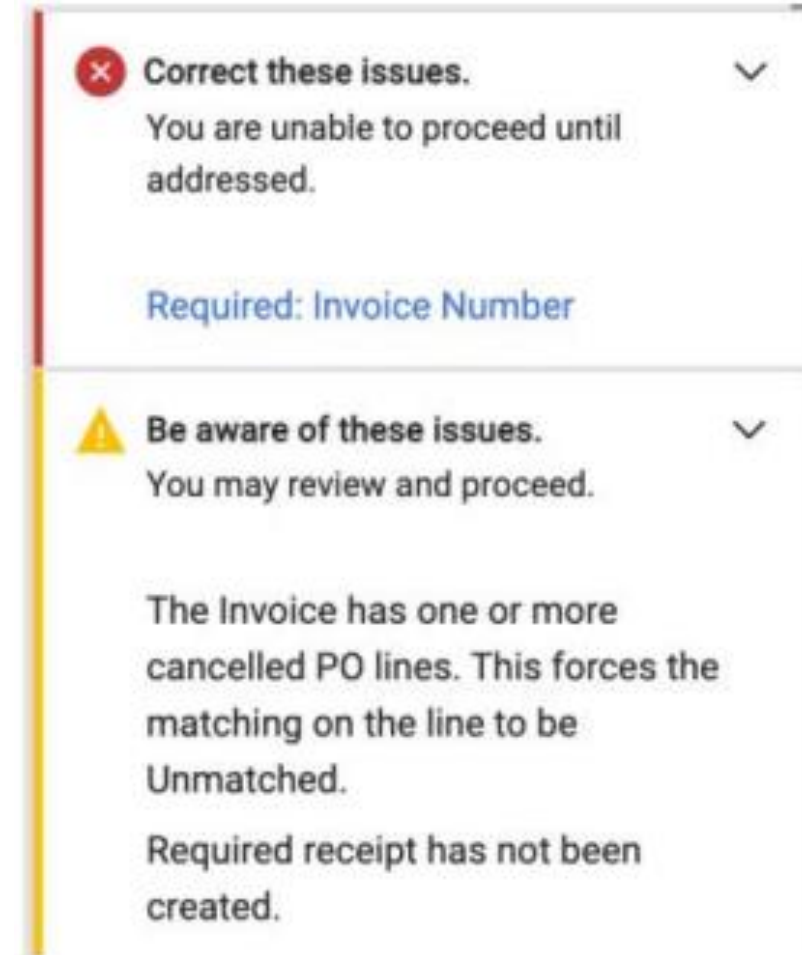 Correct these issues.
You are unable to proceed until
addressed.
Required: Invoice Number
Be aware of these issues.
You may review and proceed.
The Invoice has one or more
cancelled PO lines. This forces the
matching on the line to be
Unmatched.
Required receipt has not been
created.